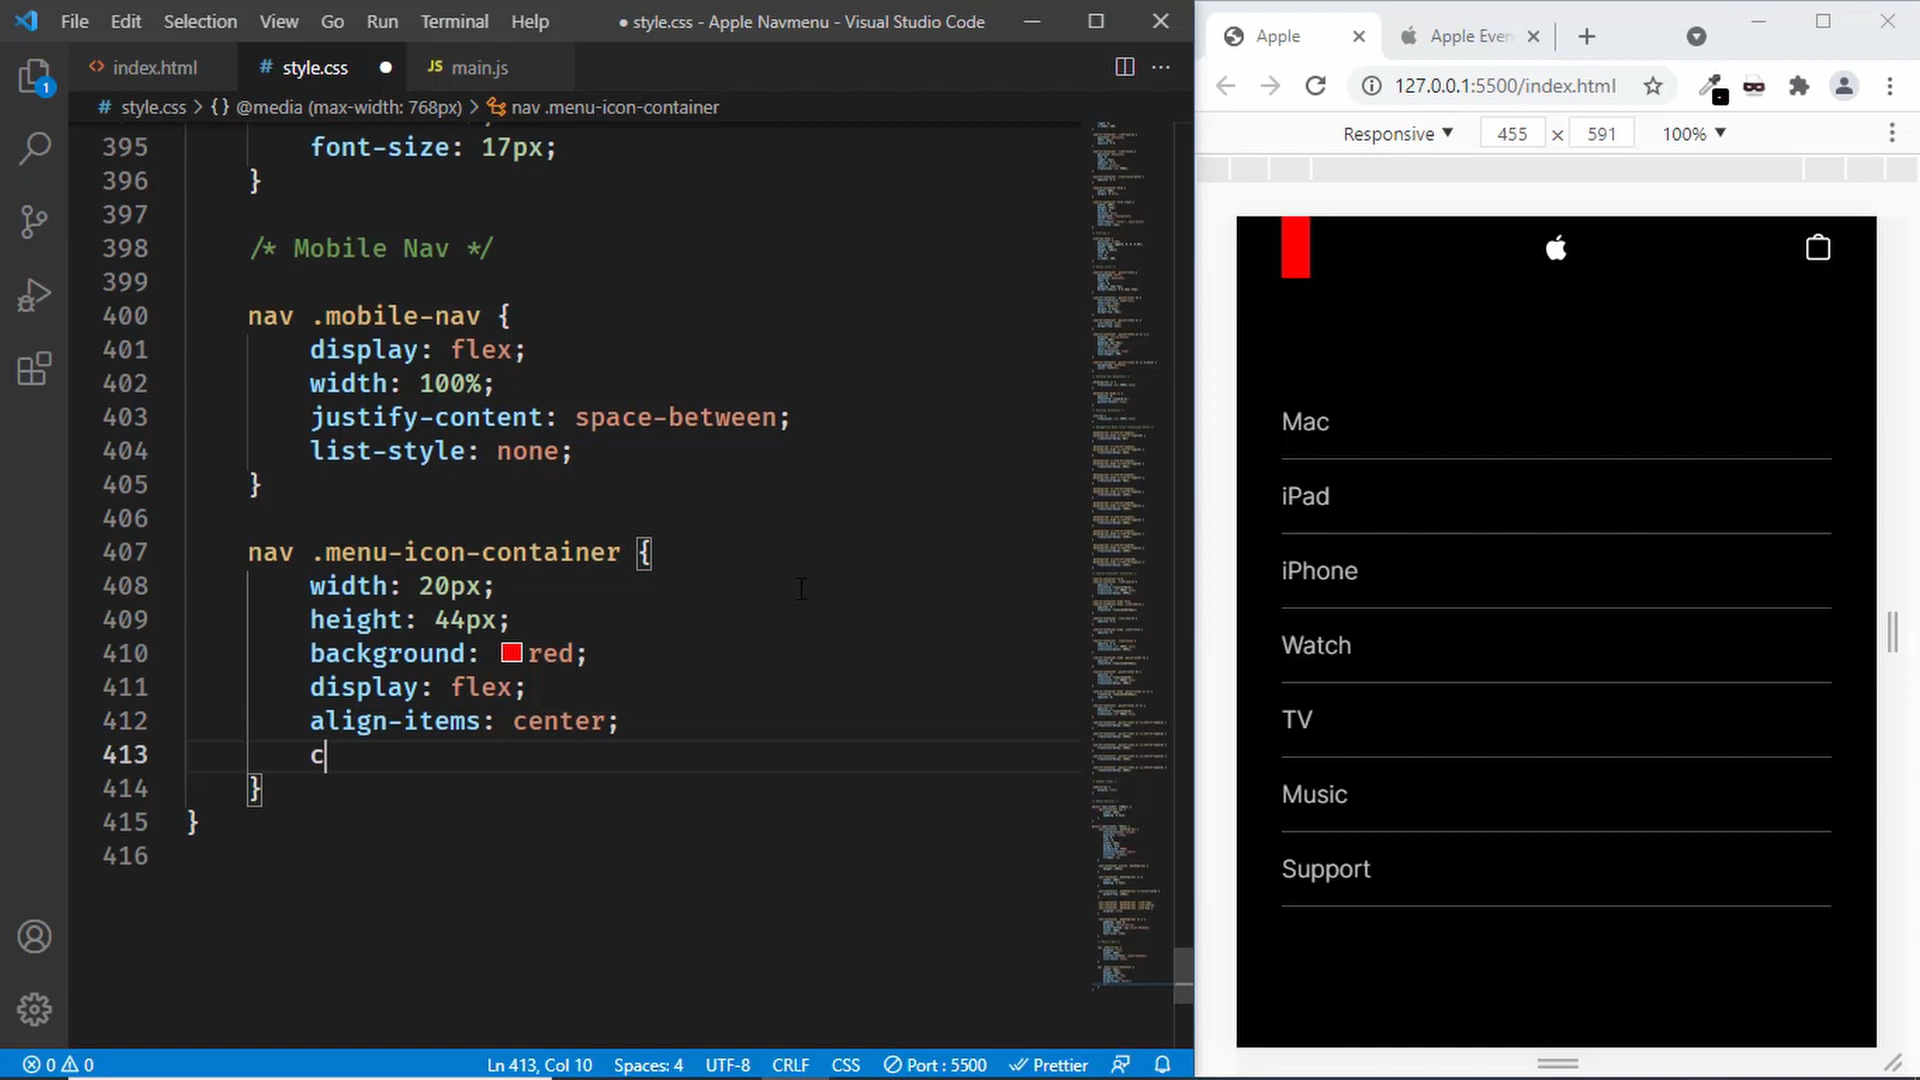 File Edit Selection View Go Run Terminal Help ● style.css - Apple Navmenu - Visual Studio Code
index.html
# style.css ●
JS main.js
# style.css > {} @media (max-width: 768px) > nav .menu-icon-container
395 font-size: 17px;
396 }
397
398 /* Mobile Nav */
399
400 nav .mobile-nav {
401 display: flex;
402 width: 100%;
403 justify-content: space-between;
404 list-style: none;
405 }
406
407 nav .menu-icon-container {
408 width: 20px;
409 height: 44px;
410 background: red;
411 display: flex;
412 align-items: center;
413 c
414 }
415 }
416
1
0 0
Ln 413, Col 10 Spaces: 4 UTF-8 CRLF CSS Port : 5500 Prettier
Apple
Apple Even
127.0.0.1:5500/index.html
Responsive 455 × 591 100%
Mac
iPad
iPhone
Watch
TV
Music
Support